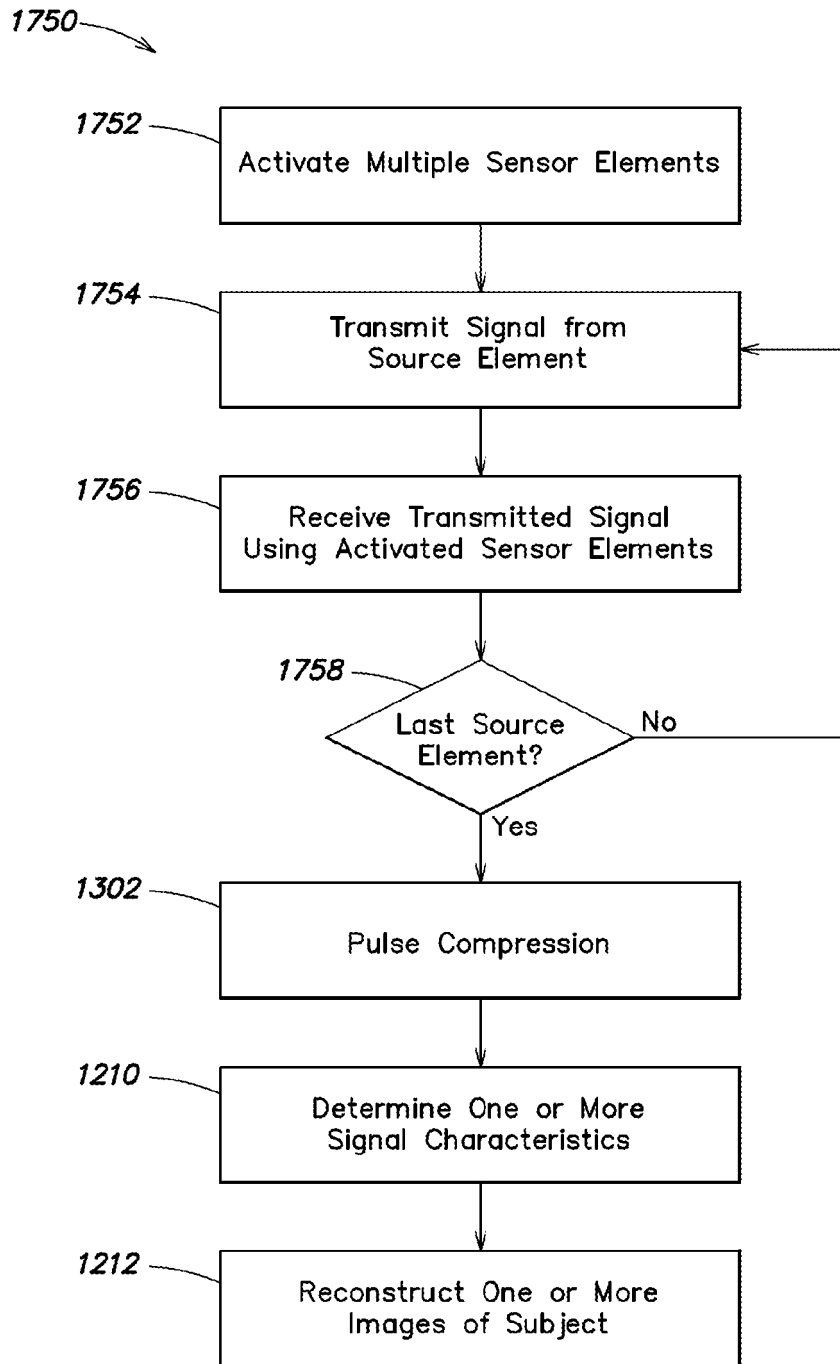 1750
1752
Activate Multiple Sensor Elements
1754
Transmit Signal from
Source Element
1756
Receive Transmitted Signal
Using Activated Sensor Elements
1758
Last Source
Element?
No
Yes
1302
Pulse Compression
1210
Determine One or More
Signal Characteristics
1212
Reconstruct One or More
Images of Subject